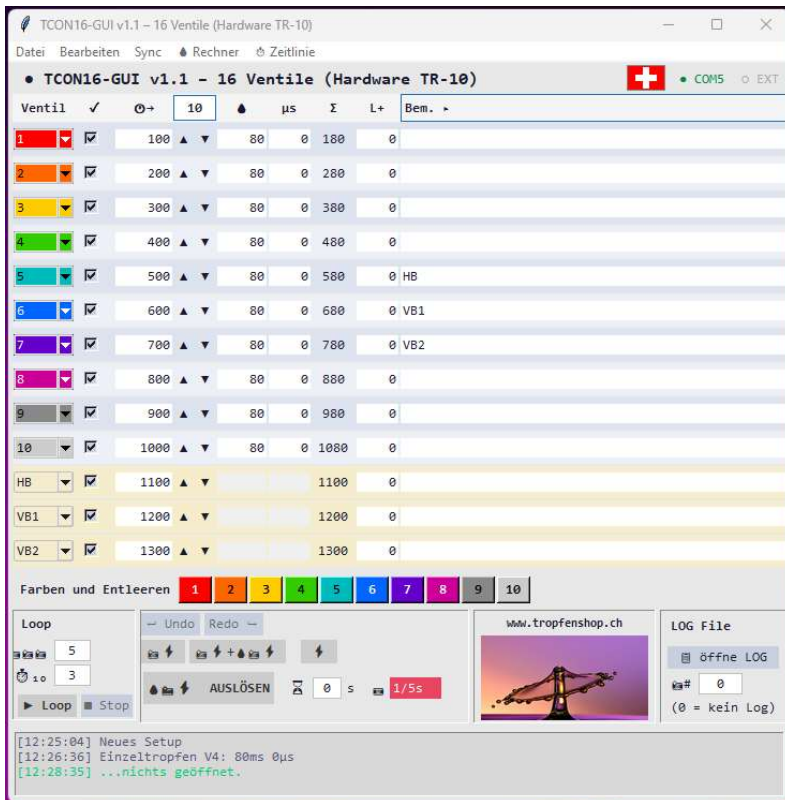 TCON16-GUI v1.1 – 16 Ventile (Hardware TR-10)
Datei Bearbeiten Sync Rechner Zeitlinie
● TCON16-GUI v1.1 – 16 Ventile (Hardware TR-10) ● COM5 ○ EXT
Ventil ✓ → 10 µs Σ L+ Bem. ▸
1 100 ▲ ▼ 80 0 180 0
2 200 ▲ ▼ 80 0 280 0
3 300 ▲ ▼ 80 0 380 0
4 400 ▲ ▼ 80 0 480 0
5 500 ▲ ▼ 80 0 580 0 HB
6 600 ▲ ▼ 80 0 680 0 VB1
7 700 ▲ ▼ 80 0 780 0 VB2
8 800 ▲ ▼ 80 0 880 0
9 900 ▲ ▼ 80 0 980 0
10 1000 ▲ ▼ 80 0 1080 0
HB 1100 ▲ ▼ 1100 0
VB1 1200 ▲ ▼ 1200 0
VB2 1300 ▲ ▼ 1300 0
Farben und Entleeren 1 2 3 4 5 6 7 8 9 10
Loop
5
10 3
▶ Loop ■ Stop
Undo Redo
+
AUSLÖSEN 0 s 1/5s
www.tropfenshop.ch
LOG File
öffne LOG
# 0
(0 = kein Log)
[12:25:04] Neues Setup
[12:26:36] Einzeltropfen V4: 80ms 0µs
[12:28:35] ...nichts geöffnet.